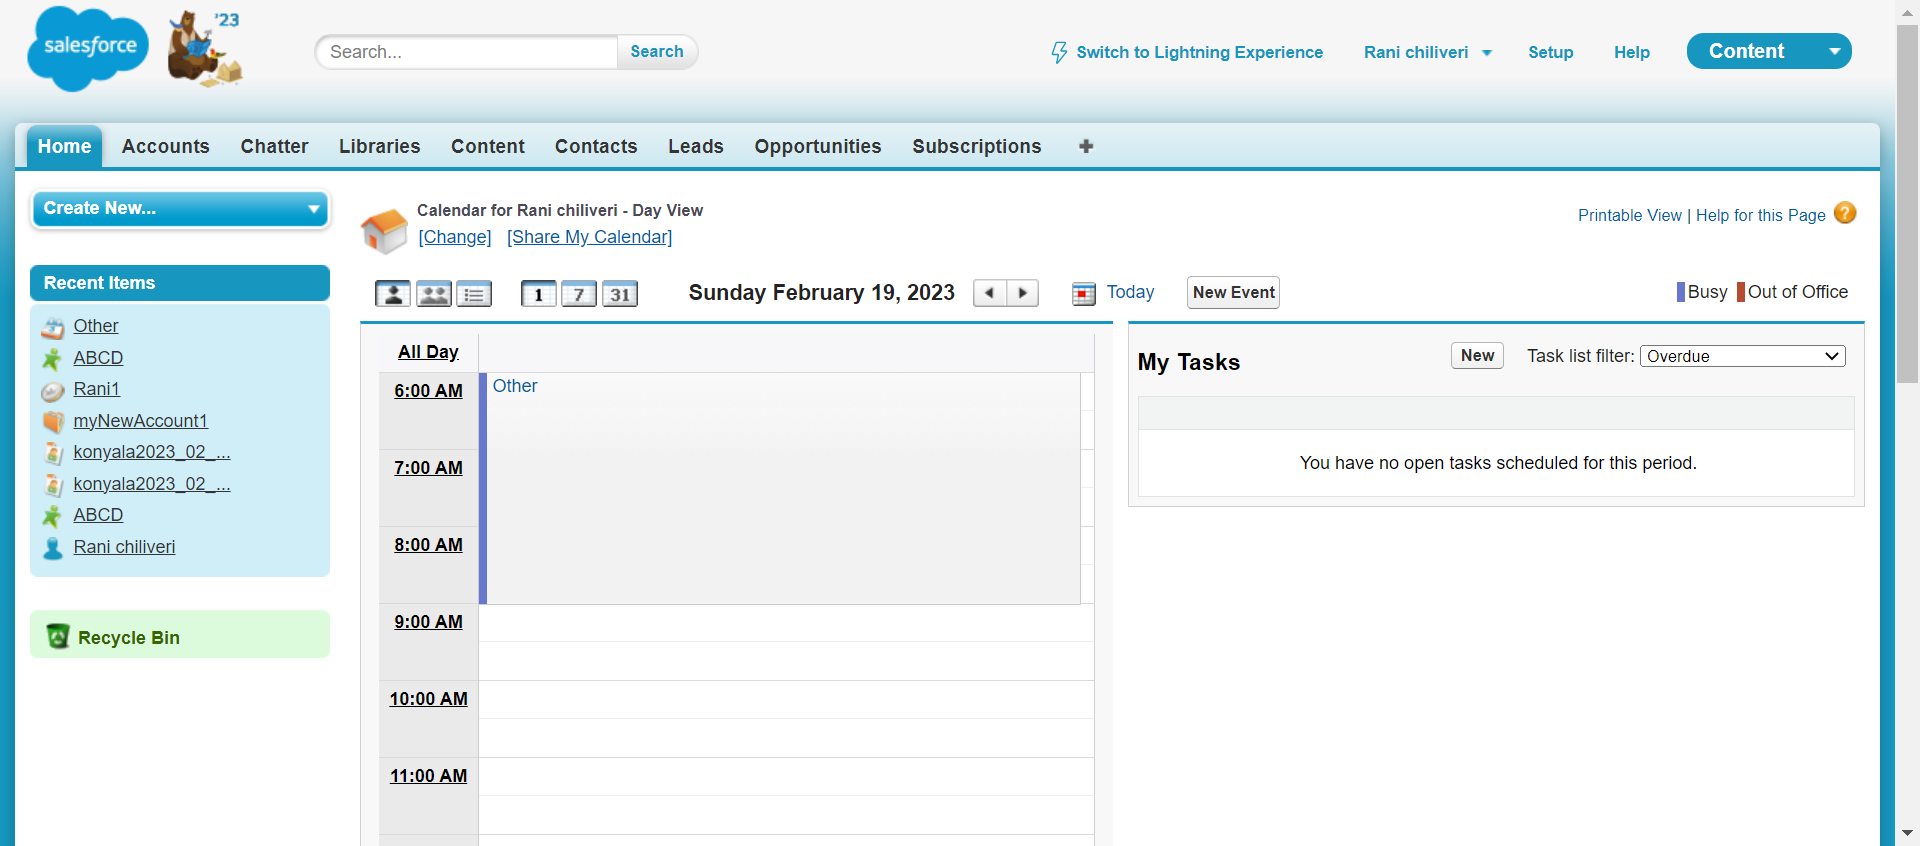 salesforce
'23
Search...
Search
Switch to Lightning Experience
Rani chiliveri
Setup
Help
Content
Home
Accounts
Chatter
Libraries
Content
Contacts
Leads
Opportunities
Subscriptions
Create New...
Recent Items
Other
ABCD
Rani1
myNewAccount1
konyala2023_02_...
konyala2023_02_...
ABCD
Rani chiliveri
Recycle Bin
Calendar for Rani chiliveri - Day View
[Change] [Share My Calendar]
Printable View | Help for this Page ?
1
7
31
Sunday February 19, 2023
Today
New Event
Busy
Out of Office
All Day
6:00 AM
Other
7:00 AM
8:00 AM
9:00 AM
10:00 AM
11:00 AM
My Tasks
New
Task list filter: Overdue
You have no open tasks scheduled for this period.